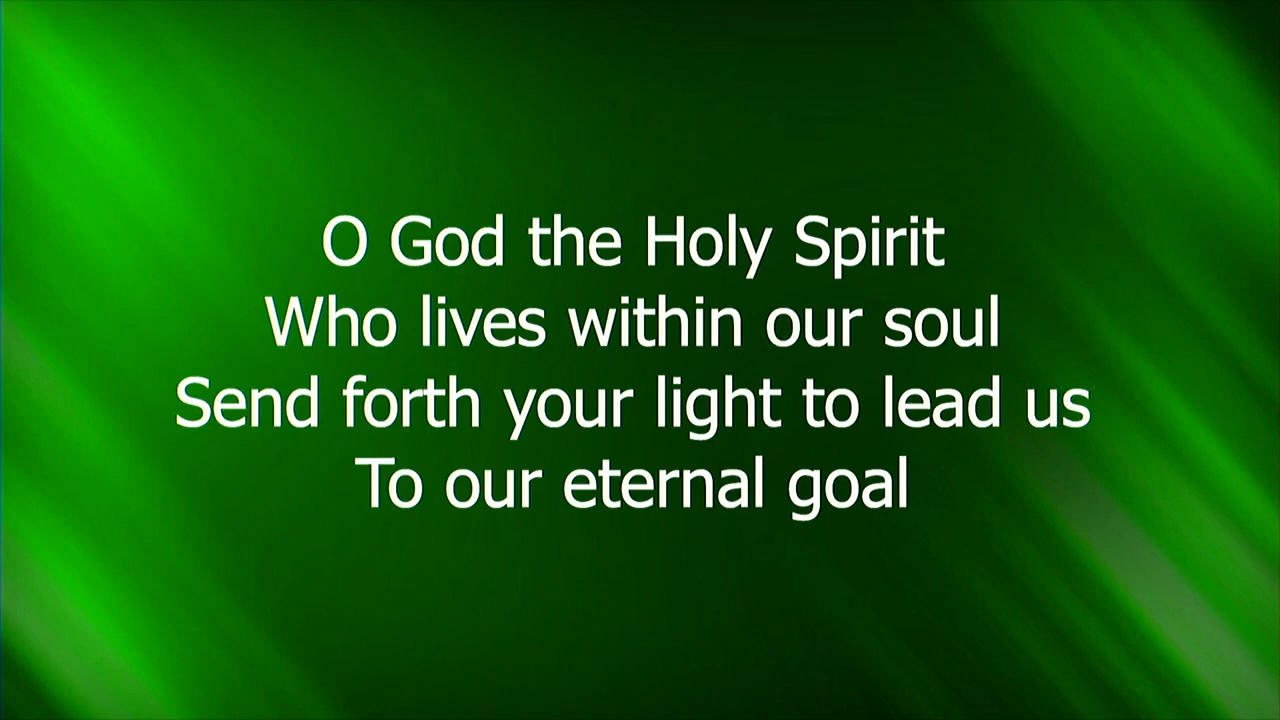 O God the Holy Spirit
Who lives within our soul
Send forth your light to lead us
To our eternal goal